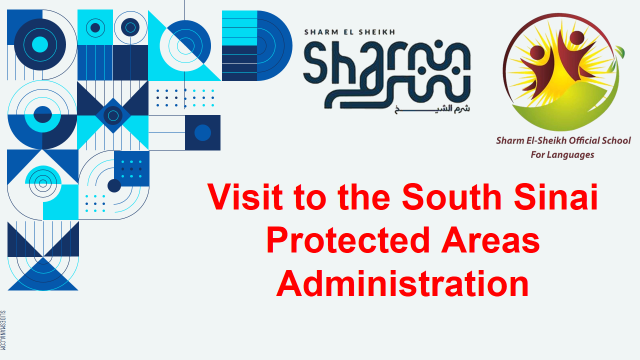 SHARM EL SHEIKH
Sharm
شرم الشيخ
Sharm El-Sheikh Official School
For Languages
Visit to the South Sinai
Protected Areas
Administration